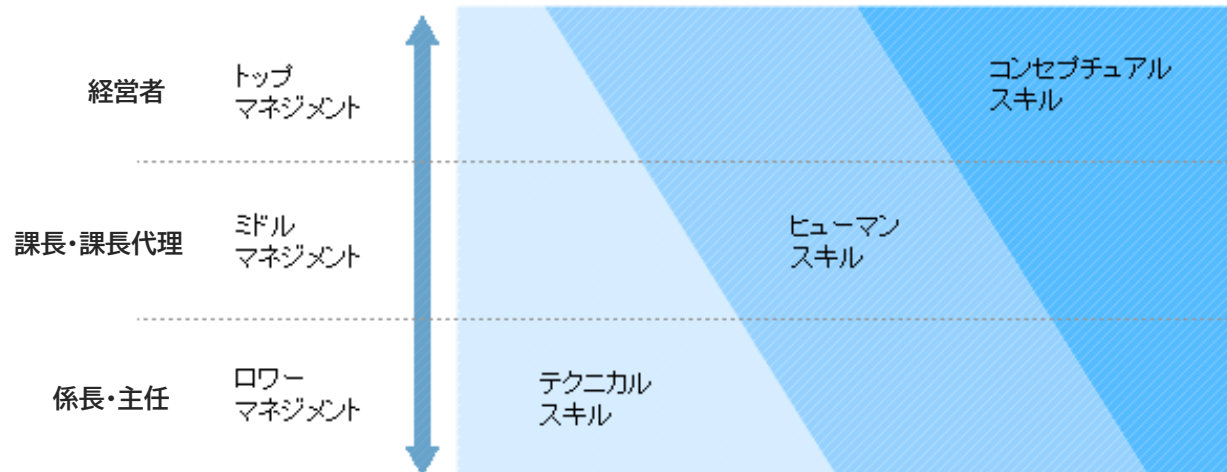 経営者
トップ
マネジメント
コンセプチュアル
スキル
課長・課長代理
ミドル
マネジメント
ヒューマン
スキル
係長・主任
ロワー
マネジメント
テクニカル
スキル